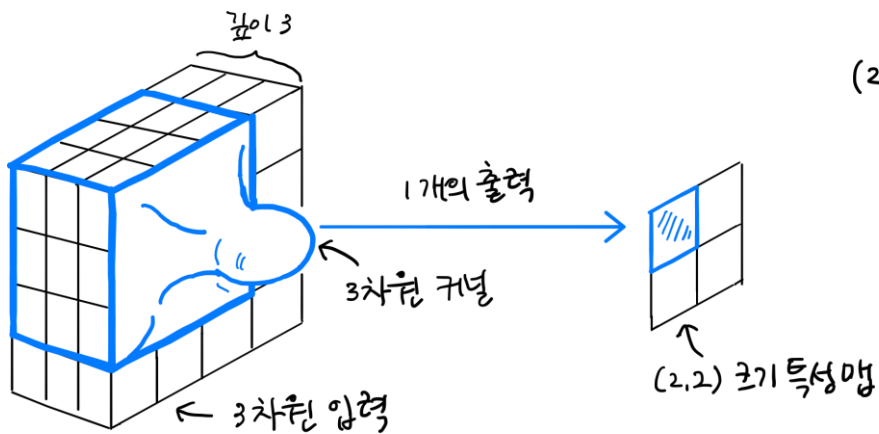 깊이 3
(2
1개의 출력
3차원 커널
(2,2) 크기 특성맵
3차원 입력